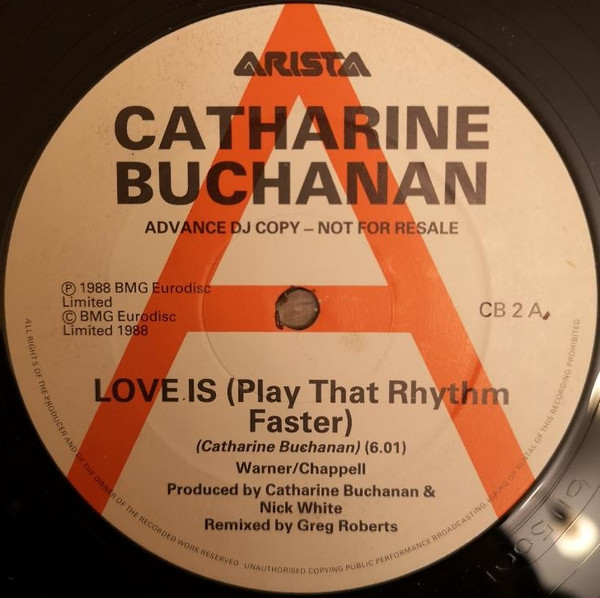 ARISTA
CATHARINE
BUCHANAN
ADVANCE DJ COPY – NOT FOR RESALE
Ⓟ 1988 BMG Eurodisc
Limited
Ⓒ BMG Eurodisc
Limited 1988
CB 2 A
LOVE IS (Play That Rhythm
Faster)
(Catharine Buchanan) (6.01)
Warner/Chappell
Produced by Catharine Buchanan &
Nick White
Remixed by Greg Roberts
ALL RIGHTS OF THE PRODUCER AND OF THE OWNER OF THE RECORDED WORK RESERVED UNAUTHORISED COPYING PUBLIC PERFORMANCE BROADCASTING OR RENTAL OF THIS RECORDING PROHIBITED